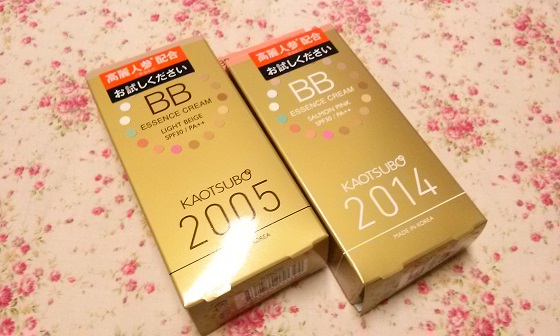 高麗人参*配合
お試しください
BB
ESSENCE CREAM
LIGHT BEIGE
SPF30 / PA++
KAOTSUBO
2005
KOREA
高麗人参*配合
お試しください
BB
ESSENCE CREAM
SALMON PINK
SPF30 / PA++
KAOTSUBO
2014
MADE IN KOREA